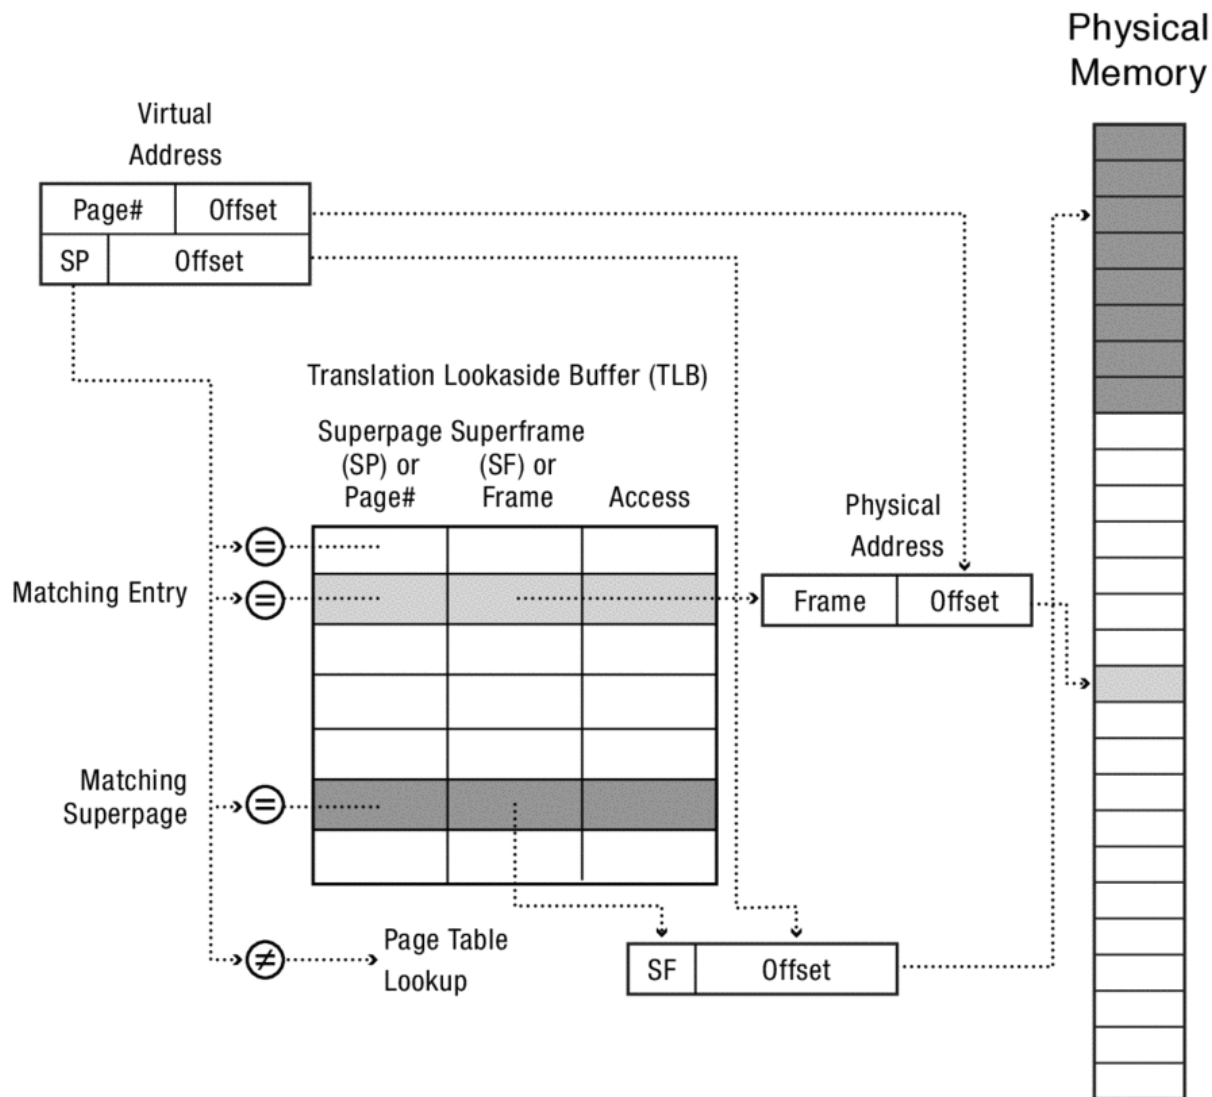 Physical
Memory
Virtual
Address
Page# Offset
SP Offset
Translation Lookaside Buffer (TLB)
Superpage Superframe
(SP) or (SF) or
Page# Frame Access
Physical
Address
=
Matching Entry = Frame Offset
Matching
Superpage
=
Page Table
Lookup
≠
SF Offset